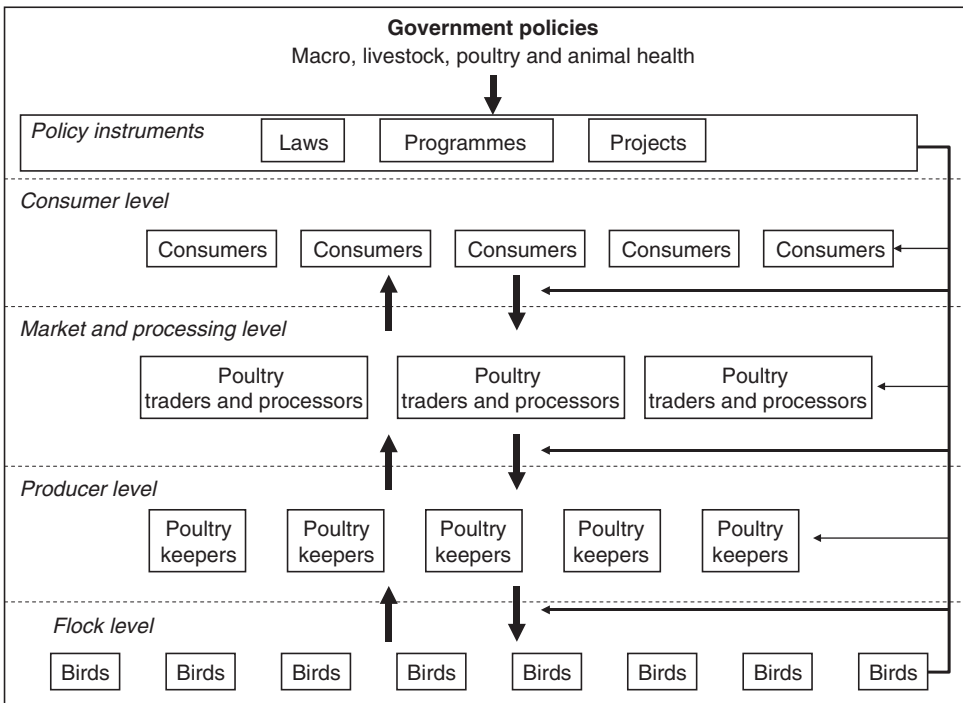 Government policies
Macro, livestock, poultry and animal health
Policy instruments
Laws
Programmes
Projects
Consumer level
Consumers
Consumers
Consumers
Consumers
Consumers
Market and processing level
Poultry
traders and processors
Poultry
traders and processors
Poultry
traders and processors
Producer level
Poultry
keepers
Poultry
keepers
Poultry
keepers
Poultry
keepers
Poultry
keepers
Flock level
Birds
Birds
Birds
Birds
Birds
Birds
Birds
Birds